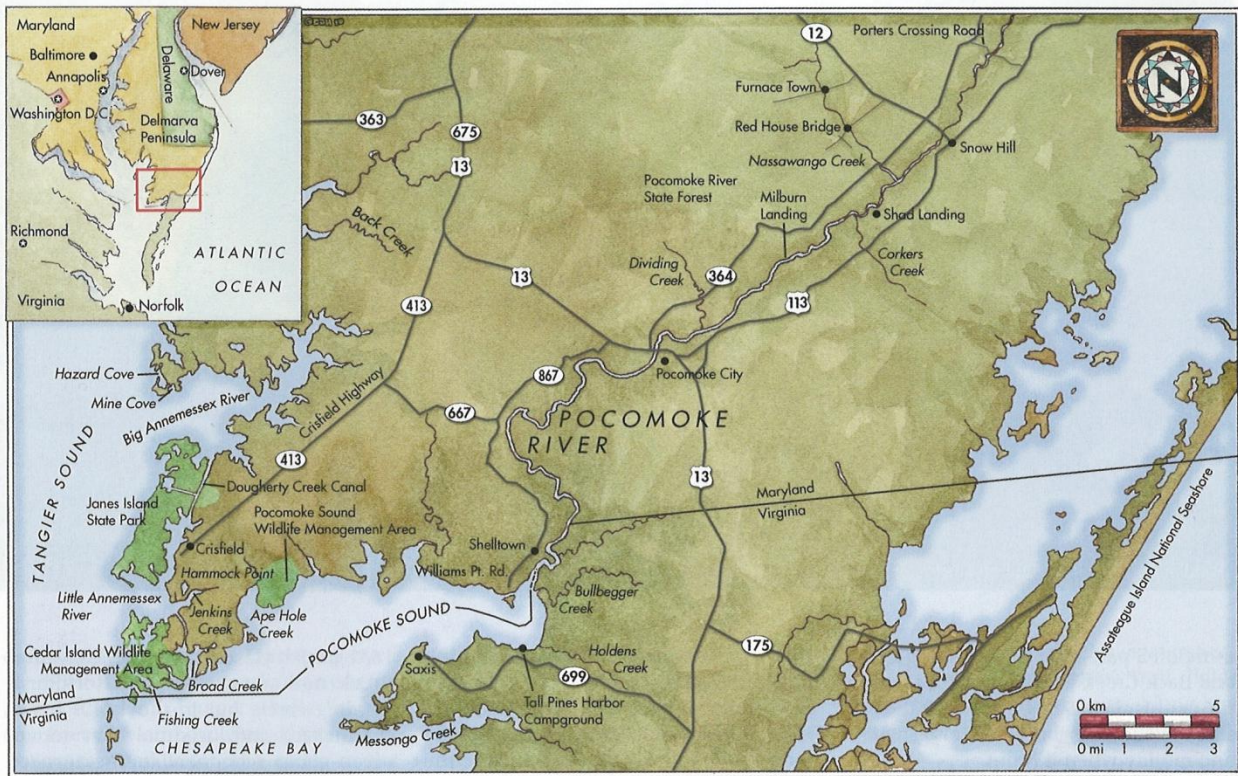 Maryland
New Jersey
Baltimore
Annapolis
Delaware
Dover
Washington D.C.
Delmarva
Peninsula
Richmond
ATLANTIC
OCEAN
Virginia
Norfolk
12
Porters Crossing Road
N
Furnace Town
363
675
Red House Bridge
13
Snow Hill
Nassawango Creek
Pocomoke River
State Forest
Milburn
Landing
Shad Landing
Back Creek
Dividing
Creek
Corkers
Creek
13
364
413
113
Hazard Cove
867
Pocomoke City
Mine Cove
Big Annemessex River
Crisfield Highway
667
POCOMOKE
RIVER
TANGIER SOUND
413
13
Dougherty Creek Canal
Maryland
Virginia
Janes Island
State Park
Pocomoke Sound
Wildlife Management Area
Crisfield
Shelltown
Hammock Point
Williams Pt. Rd.
Little Annemessex
River
Jenkins
Creek
Ape Hole
Creek
Bullbegger
Creek
POCOMOKE SOUND
Assateague Island National Seashore
Cedar Island Wildlife
Management Area
Saxis
Holdens
Creek
175
Broad Creek
699
Maryland
Virginia
Fishing Creek
Tall Pines Harbor
Campground
CHESAPEAKE BAY
Messongo Creek
0 km 5
0 mi 1 2 3